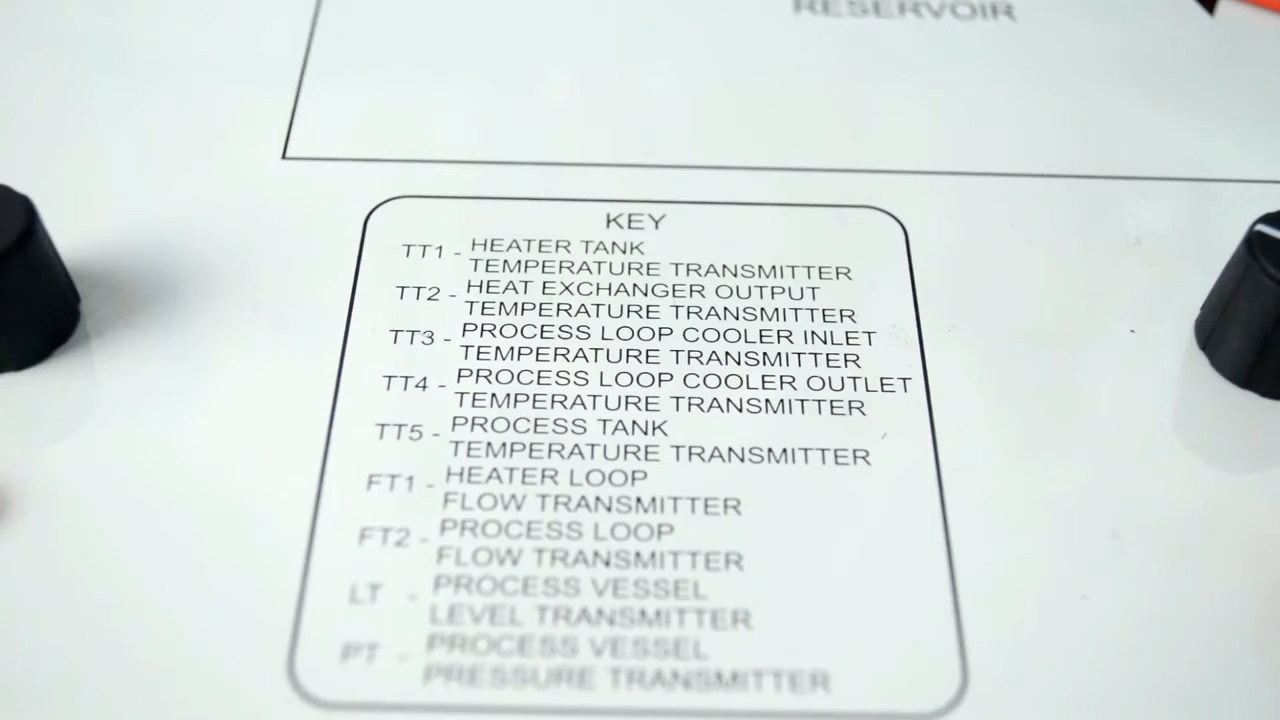 RESERVOIR
KEY
TT1 - HEATER TANK
TEMPERATURE TRANSMITTER
TT2 - HEAT EXCHANGER OUTPUT
TEMPERATURE TRANSMITTER
TT3 - PROCESS LOOP COOLER INLET
TEMPERATURE TRANSMITTER
TT4 - PROCESS LOOP COOLER OUTLET
TEMPERATURE TRANSMITTER
TT5 - PROCESS TANK
TEMPERATURE TRANSMITTER
FT1 - HEATER LOOP
FLOW TRANSMITTER
FT2 - PROCESS LOOP
FLOW TRANSMITTER
LT - PROCESS VESSEL
LEVEL TRANSMITTER
PT - PROCESS VESSEL
PRESSURE TRANSMITTER